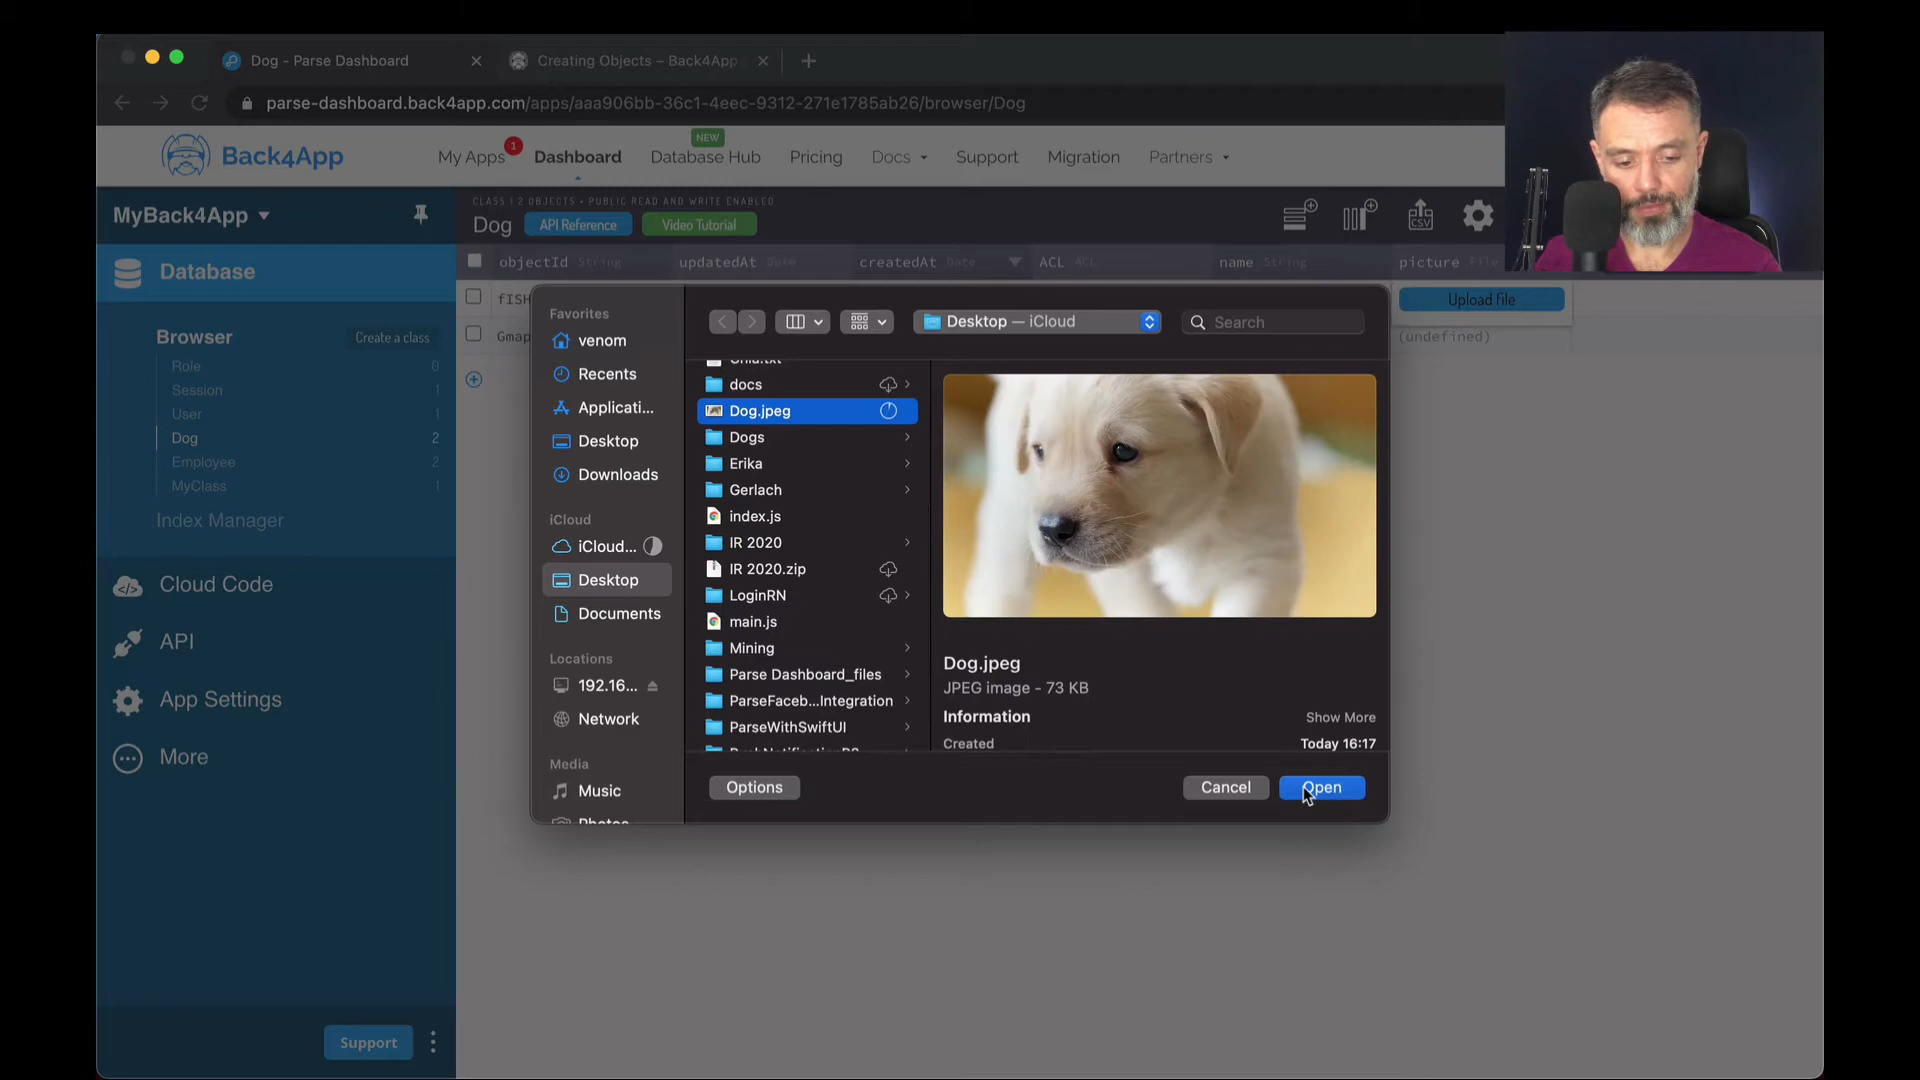 Dog - Parse Dashboard
Creating Objects – Back4App
parse-dashboard.back4app.com/apps/aaa906bb-36c1-4eec-9312-271e1785ab26/browser/Dog
Back4App
My Apps 1
Dashboard
NEW
Database Hub
Pricing
Docs
Support
Migration
Partners
MyBack4App
CLASS | 2 OBJECTS • PUBLIC READ AND WRITE ENABLED
Dog
API Reference
Video Tutorial
CSV
Database
objectId String
updatedAt Date
createdAt Date
ACL ACL
name String
picture File
Upload file
(undefined)
Browser
Create a class
Role 0
Session 1
User 1
Dog 2
Employee 2
MyClass 1
Index Manager
Cloud Code
API
App Settings
More
Support
Favorites
venom
Recents
Applicati...
Desktop
Downloads
iCloud
iCloud...
Desktop
Documents
Locations
192.16...
Network
Media
Music
Photos
Desktop — iCloud
Search
docs
Dog.jpeg
Dogs
Erika
Gerlach
index.js
IR 2020
IR 2020.zip
LoginRN
main.js
Mining
Parse Dashboard_files
ParseFaceb...Integration
ParseWithSwiftUI
Dog.jpeg
JPEG image - 73 KB
Information
Show More
Created
Today 16:17
Options
Cancel
Open